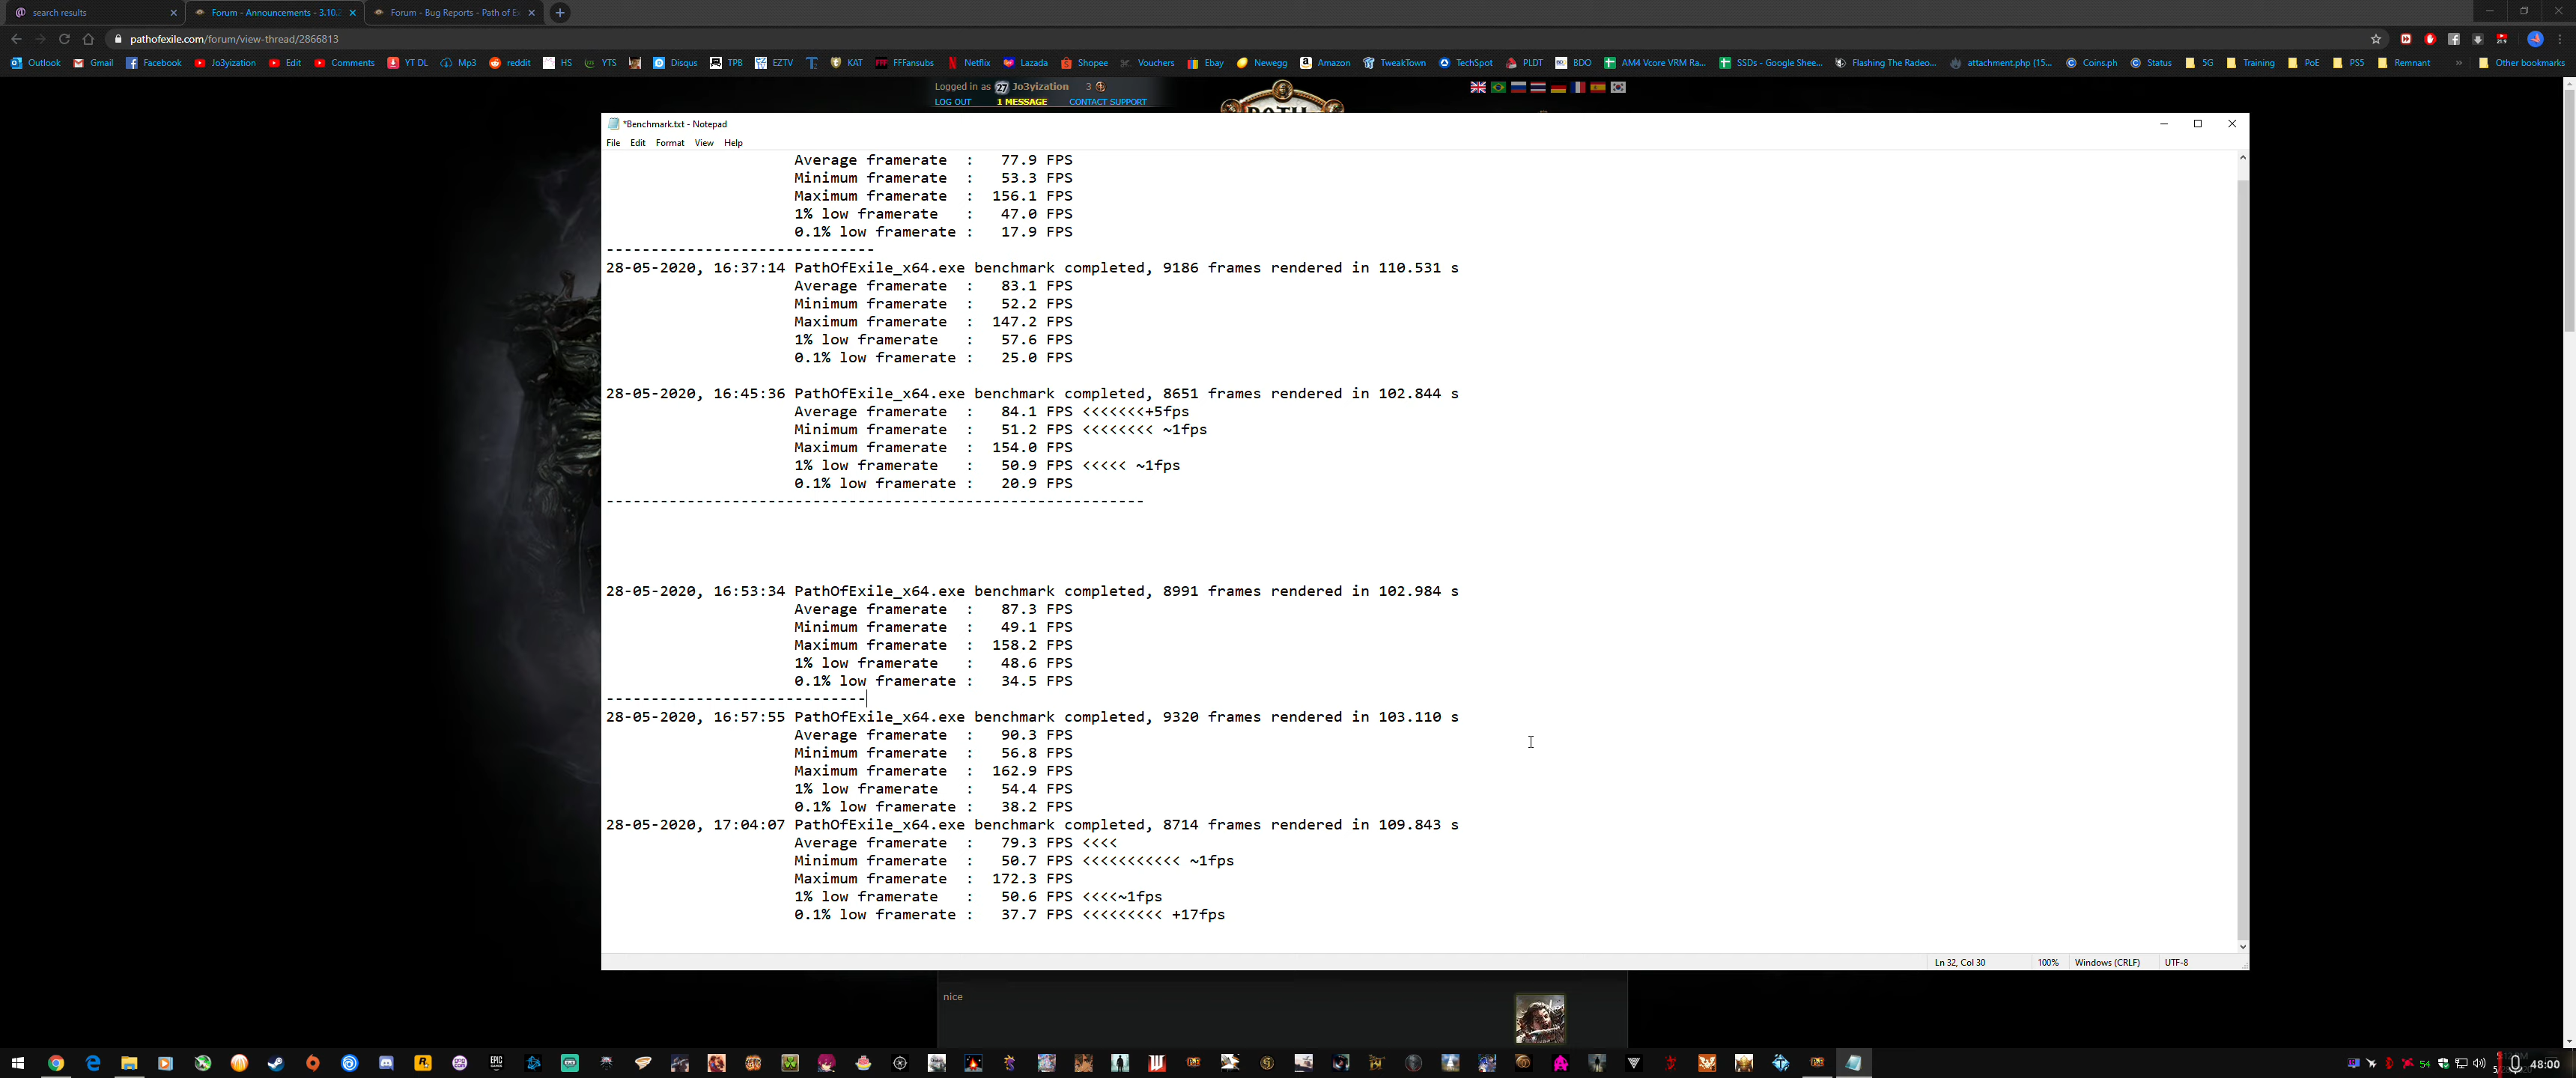 search results
Forum - Announcements - 3.10.
Forum - Bug Reports - Path of E
pathofexile.com/forum/view-thread/2866813
Outlook Gmail Facebook Jo3yization Edit Comments YT DL Mp3 reddit HS YTS Disqus TPB EZTV KAT FFFansubs Netflix Lazada Shopee Vouchers Ebay Newegg Amazon TweakTown TechSpot PLDT BDO AM4 Vcore VRM Ra... SSDs - Google Shee... Flashing The Radeo... attachment.php (15... Coins.ph Status 5G Training PoE PS5 Remnant » Other bookmarks
Logged in as 27 Jo3yization 3
LOG OUT 1 MESSAGE CONTACT SUPPORT
PATH
*Benchmark.txt - Notepad
File Edit Format View Help
Average framerate : 77.9 FPS
Minimum framerate : 53.3 FPS
Maximum framerate : 156.1 FPS
1% low framerate : 47.0 FPS
0.1% low framerate : 17.9 FPS
------------------------------
28-05-2020, 16:37:14 PathOfExile_x64.exe benchmark completed, 9186 frames rendered in 110.531 s
Average framerate : 83.1 FPS
Minimum framerate : 52.2 FPS
Maximum framerate : 147.2 FPS
1% low framerate : 57.6 FPS
0.1% low framerate : 25.0 FPS
28-05-2020, 16:45:36 PathOfExile_x64.exe benchmark completed, 8651 frames rendered in 102.844 s
Average framerate : 84.1 FPS <<<<<<<+5fps
Minimum framerate : 51.2 FPS <<<<<<<< ~1fps
Maximum framerate : 154.0 FPS
1% low framerate : 50.9 FPS <<<<< ~1fps
0.1% low framerate : 20.9 FPS
------------------------------------------------------------
28-05-2020, 16:53:34 PathOfExile_x64.exe benchmark completed, 8991 frames rendered in 102.984 s
Average framerate : 87.3 FPS
Minimum framerate : 49.1 FPS
Maximum framerate : 158.2 FPS
1% low framerate : 48.6 FPS
0.1% low framerate : 34.5 FPS
-----------------------------
28-05-2020, 16:57:55 PathOfExile_x64.exe benchmark completed, 9320 frames rendered in 103.110 s
Average framerate : 90.3 FPS
Minimum framerate : 56.8 FPS
Maximum framerate : 162.9 FPS
1% low framerate : 54.4 FPS
0.1% low framerate : 38.2 FPS
28-05-2020, 17:04:07 PathOfExile_x64.exe benchmark completed, 8714 frames rendered in 109.843 s
Average framerate : 79.3 FPS <<<<
Minimum framerate : 50.7 FPS <<<<<<<<<<< ~1fps
Maximum framerate : 172.3 FPS
1% low framerate : 50.6 FPS <<<<~1fps
0.1% low framerate : 37.7 FPS <<<<<<<<< +17fps
Ln 32, Col 30 100% Windows (CRLF) UTF-8
nice
54 48:00